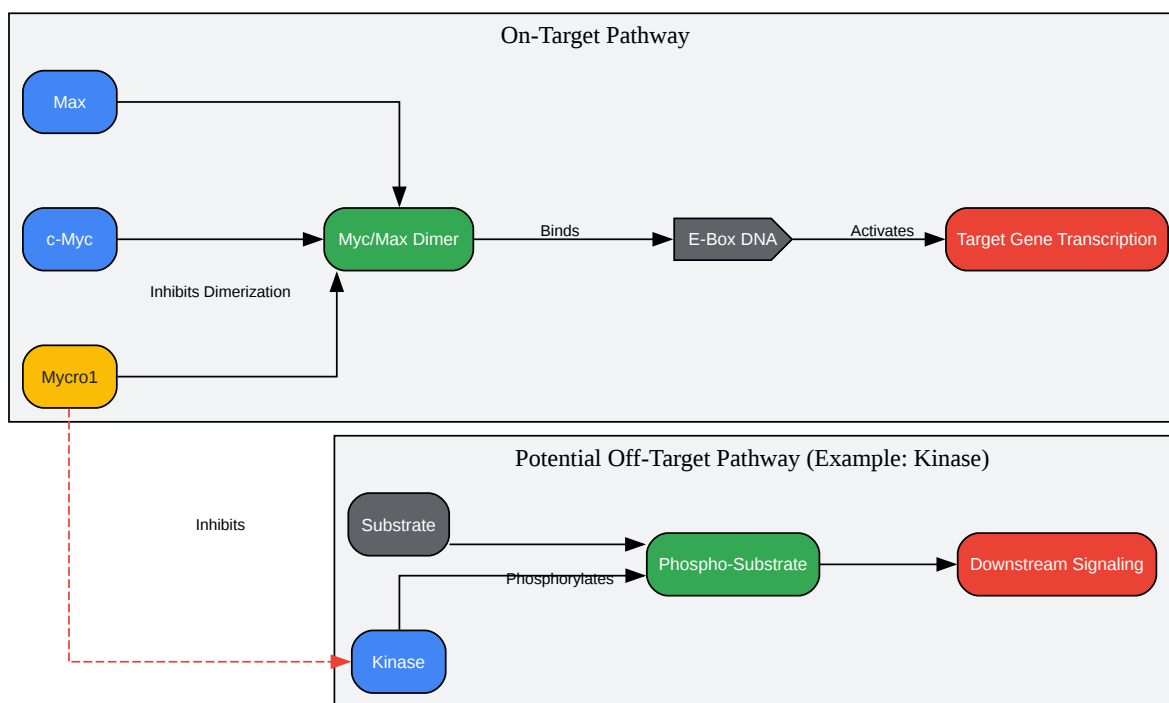 On-Target Pathway
Max
c-Myc
Myc/Max Dimer
Binds
E-Box DNA
Activates
Target Gene Transcription
Inhibits Dimerization
Mycro1
Potential Off-Target Pathway (Example: Kinase)
Substrate
Inhibits
Phospho-Substrate
Downstream Signaling
Phosphorylates
Kinase